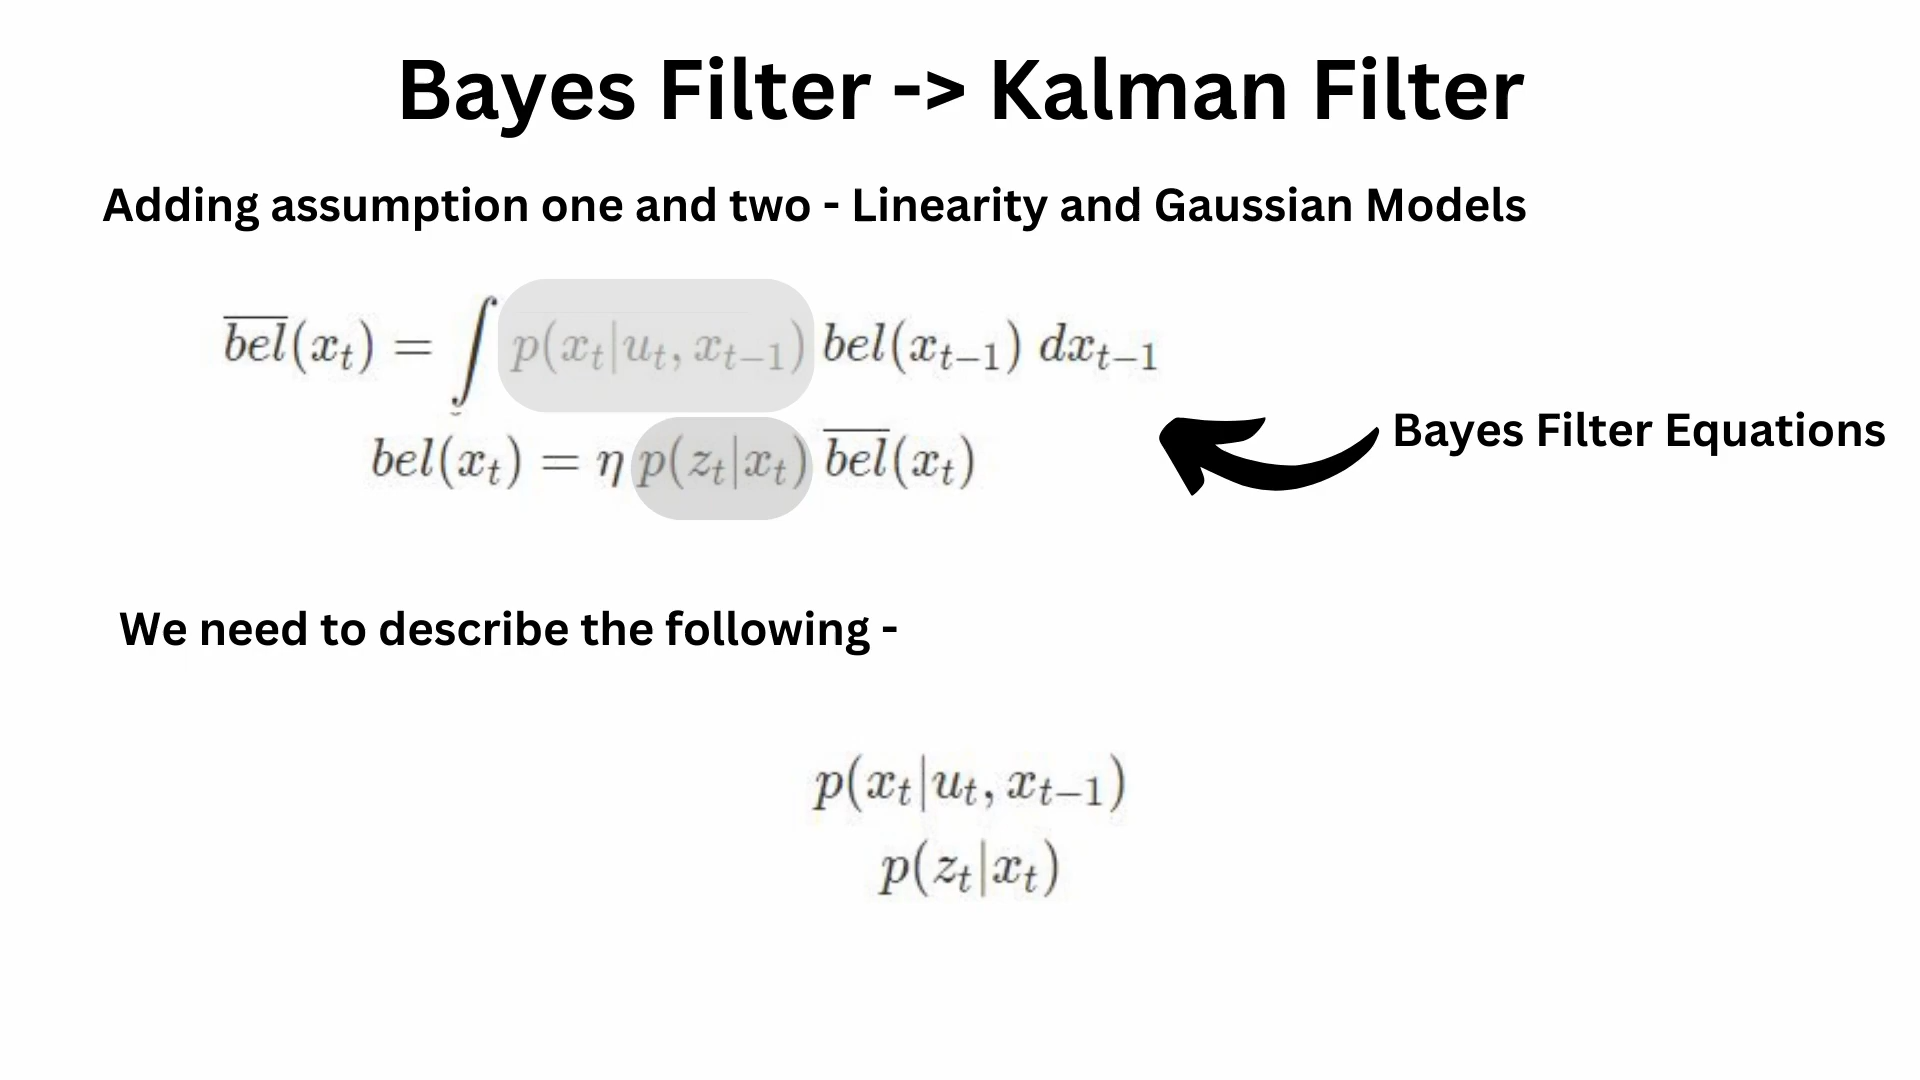 Bayes Filter -> Kalman Filter
Adding assumption one and two - Linearity and Gaussian Models
$\overline{bel}(x_t) = \int p(x_t|u_t, x_{t-1}) \, bel(x_{t-1}) \, dx_{t-1}$
$bel(x_t) = \eta \, p(z_t|x_t) \, \overline{bel}(x_t)$
Bayes Filter Equations
We need to describe the following -
$p(x_t|u_t, x_{t-1})$
$p(z_t|x_t)$